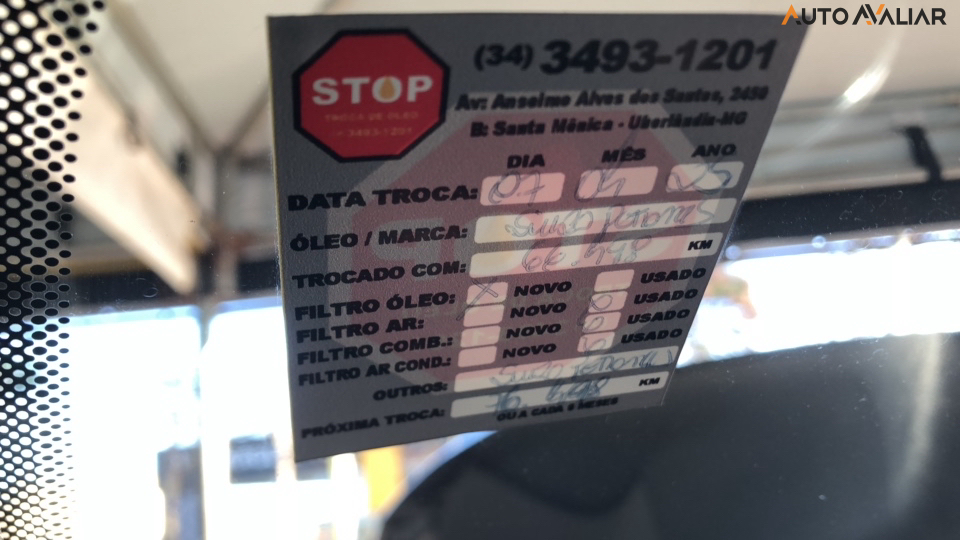 AUTO AVALIAR
STOP
TROCA DE ÓLEO
3493-1201
(34) 3493-1201
Av: Anselmo Alves dos Santos, 2450
B: Santa Mônica - Uberlândia-MG
DIA MÊS ANO
DATA TROCA: 07 04
ÓLEO / MARCA:
TROCADO COM: KM
FILTRO ÓLEO: X NOVO USADO
FILTRO AR: NOVO USADO
FILTRO COMB.: NOVO USADO
FILTRO AR COND.: NOVO USADO
OUTROS:
PRÓXIMA TROCA: KM
OU A CADA 6 MESES